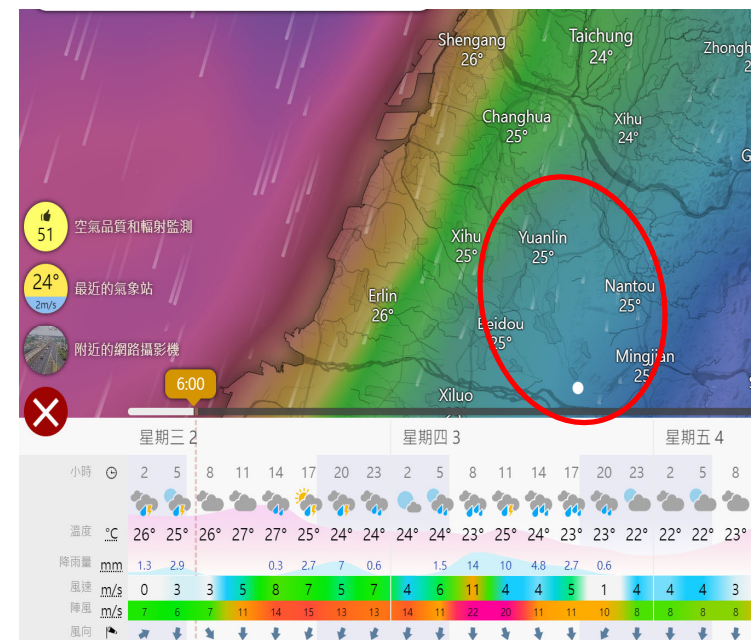 Shengang
26°
Taichung
24°
Zhongh
2
Changhua
25°
Xihu
24°
G
51
空氣品質和輻射監測
Xihu
25°
Yuanlin
25°
24°
2m/s
最近的氣象站
Erlin
26°
Nantou
25°
Beidou
25°
附近的網路攝影機
Mingjian
25
6:00
Xiluo
星期三 2 星期四 3 星期五 4
小時 2 5 8 11 14 17 20 23 2 5 8 11 14 17 20 23 2 5 8
溫度 °C 26° 25° 26° 27° 27° 25° 24° 24° 24° 24° 23° 25° 24° 23° 23° 22° 22° 22° 23°
降雨量 mm 1.3 2.9 0.3 2.7 7 0.6 1.5 14 10 4.8 2.7 0.6
風速 m/s 0 3 3 5 8 7 5 7 4 6 11 4 4 5 1 4 4 4 3
陣風 m/s 7 6 7 11 14 15 13 13 14 11 22 20 11 11 10 8 8 8 8
風向